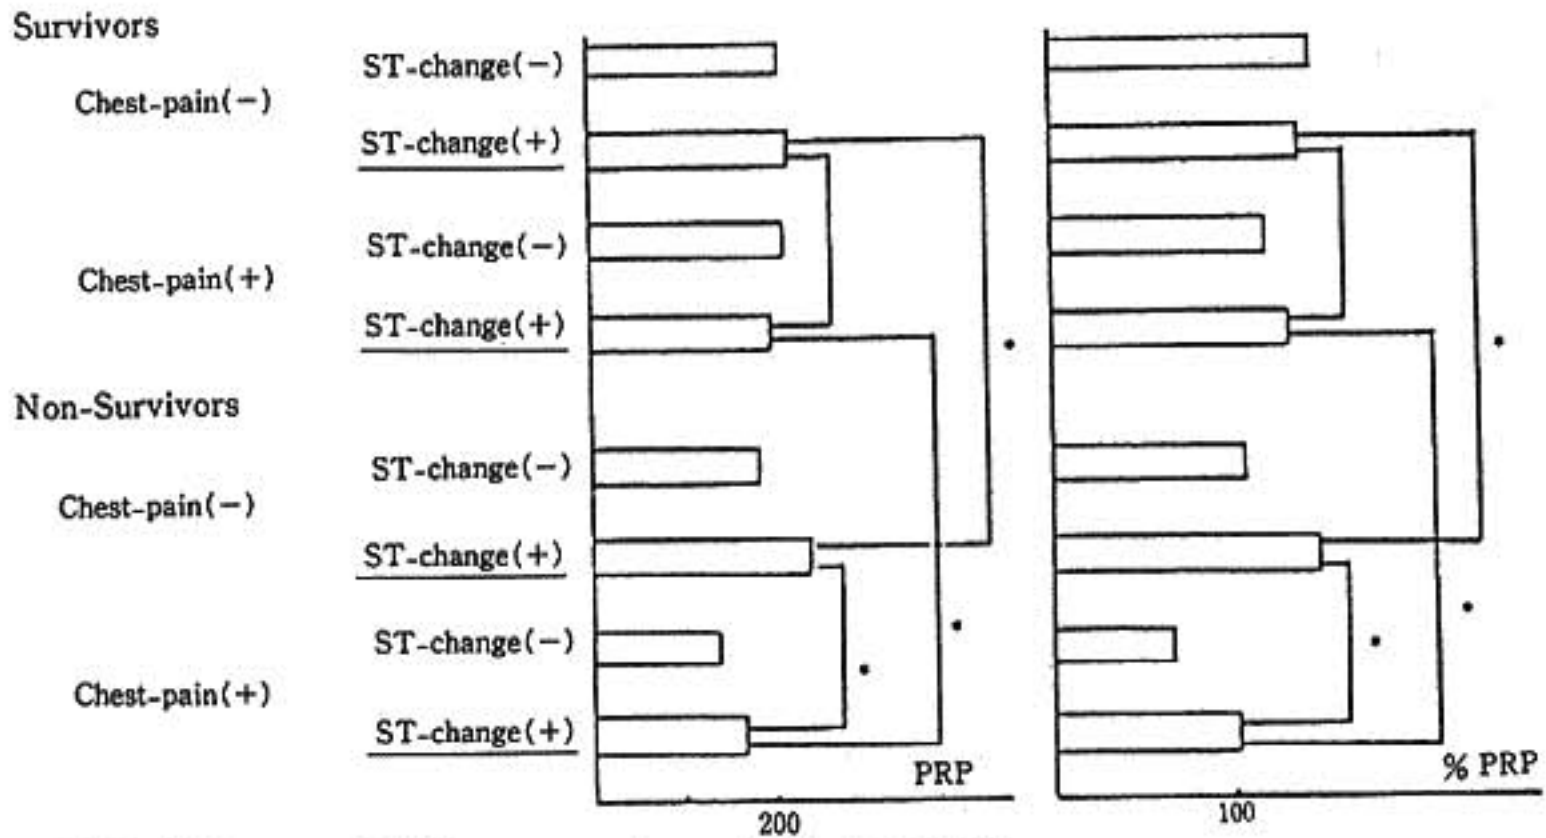 Survivors
ST-change(−)
Chest-pain(−)
ST-change(+)
ST-change(−)
Chest-pain(+)
ST-change(+)
Non-Survivors
ST-change(−)
Chest-pain(−)
ST-change(+)
ST-change(−)
Chest-pain(+)
ST-change(+)
PRP
% PRP
200
100